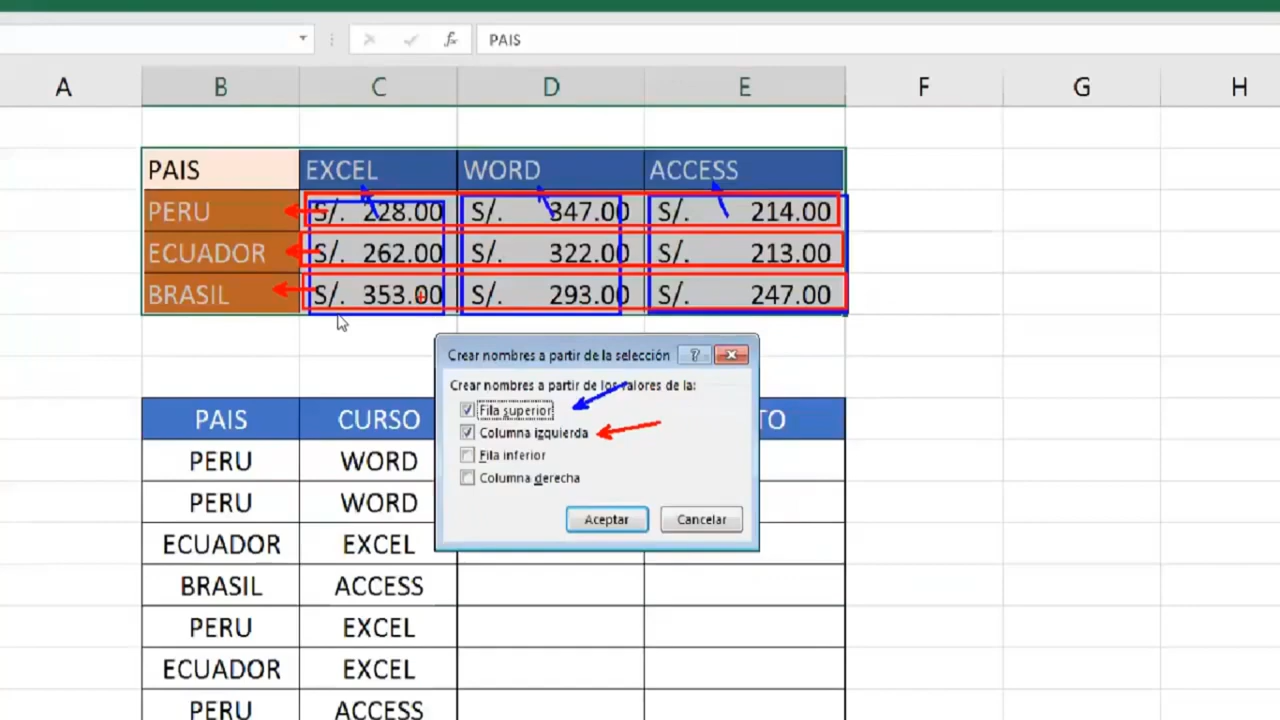 fx PAIS
A B C D E F G H
PAIS EXCEL WORD ACCESS
PERU S/. 228.00 S/. 347.00 S/. 214.00
ECUADOR S/. 262.00 S/. 322.00 S/. 213.00
BRASIL S/. 353.00 S/. 293.00 S/. 247.00
Crear nombres a partir de la selección ?
Crear nombres a partir de los valores de la:
Fila superior
Columna izquierda
Fila inferior
Columna derecha
Aceptar Cancelar
PAIS CURSO TO
PERU WORD
PERU WORD
ECUADOR EXCEL
BRASIL ACCESS
PERU EXCEL
ECUADOR EXCEL
PERU ACCESS